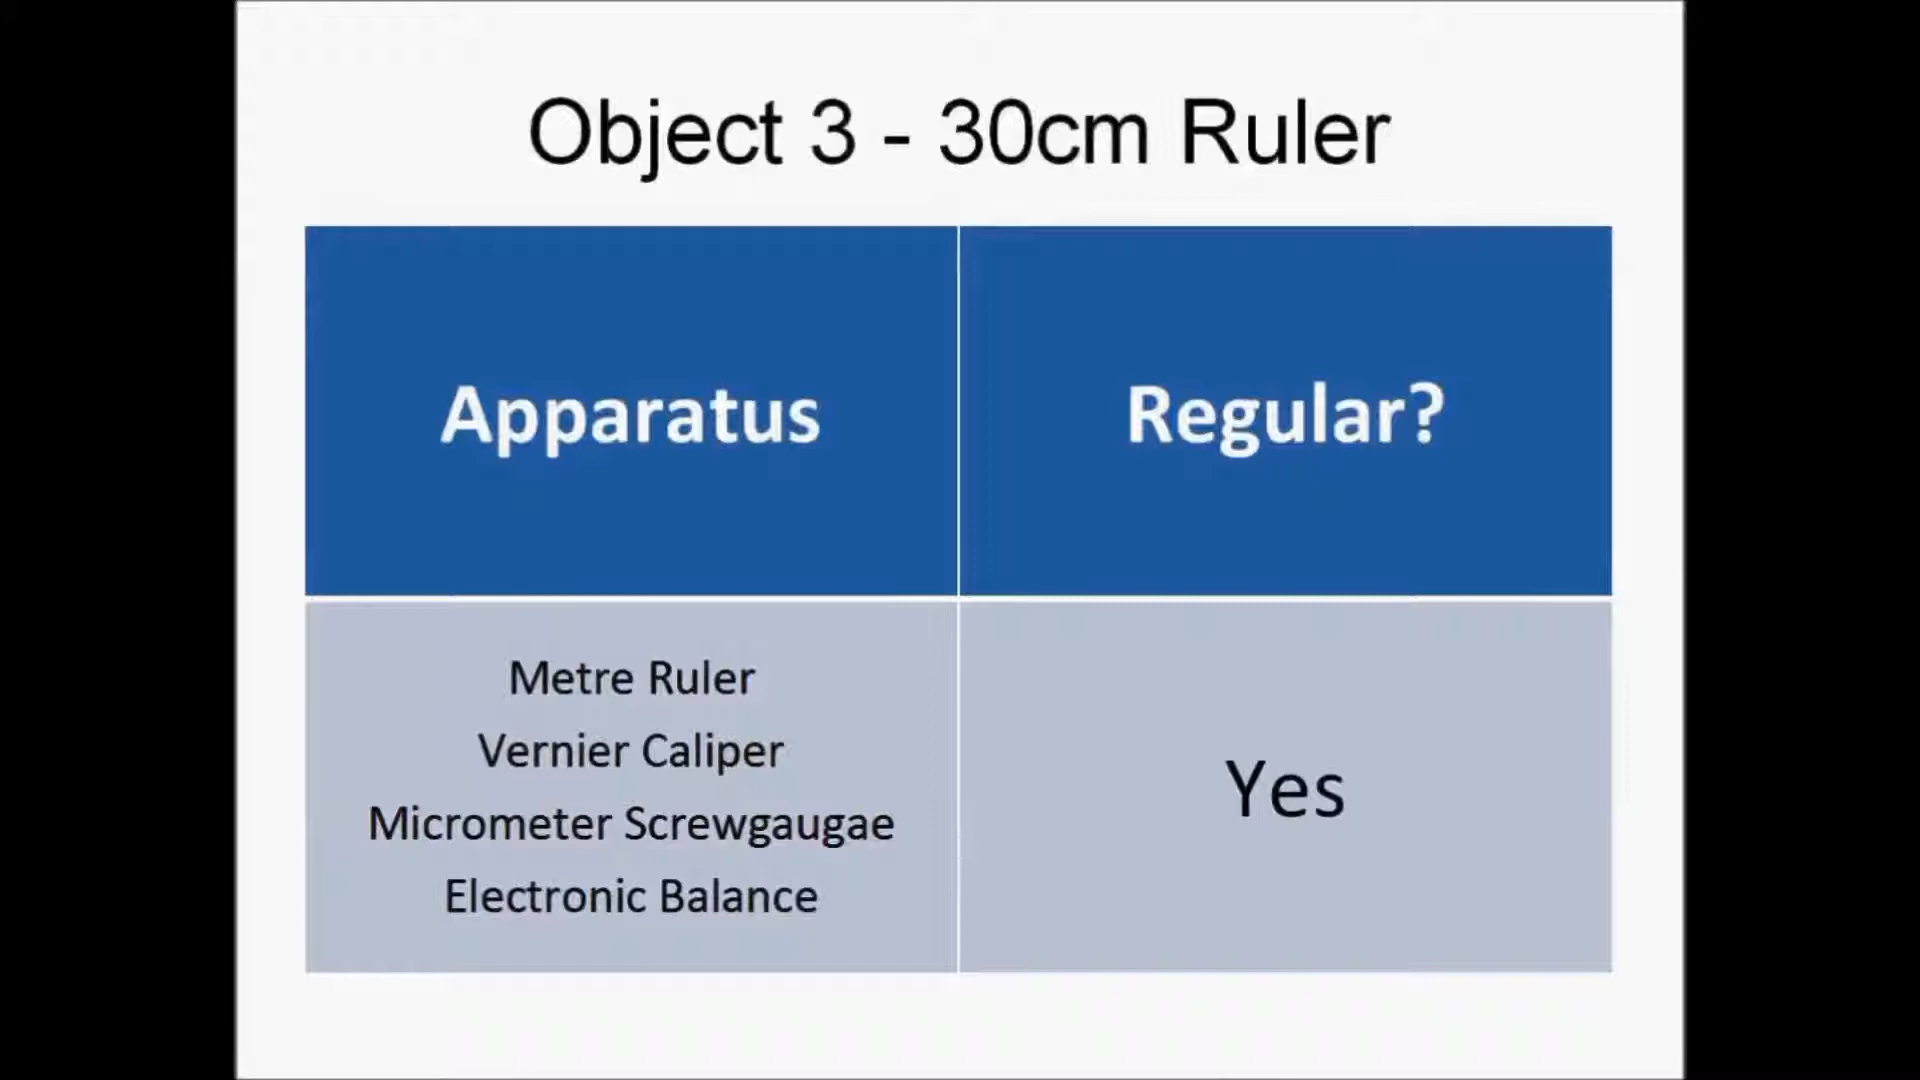 Object 3 - 30cm Ruler
Apparatus
Regular?
Metre Ruler
Vernier Caliper
Micrometer Screwgaugae
Electronic Balance
Yes